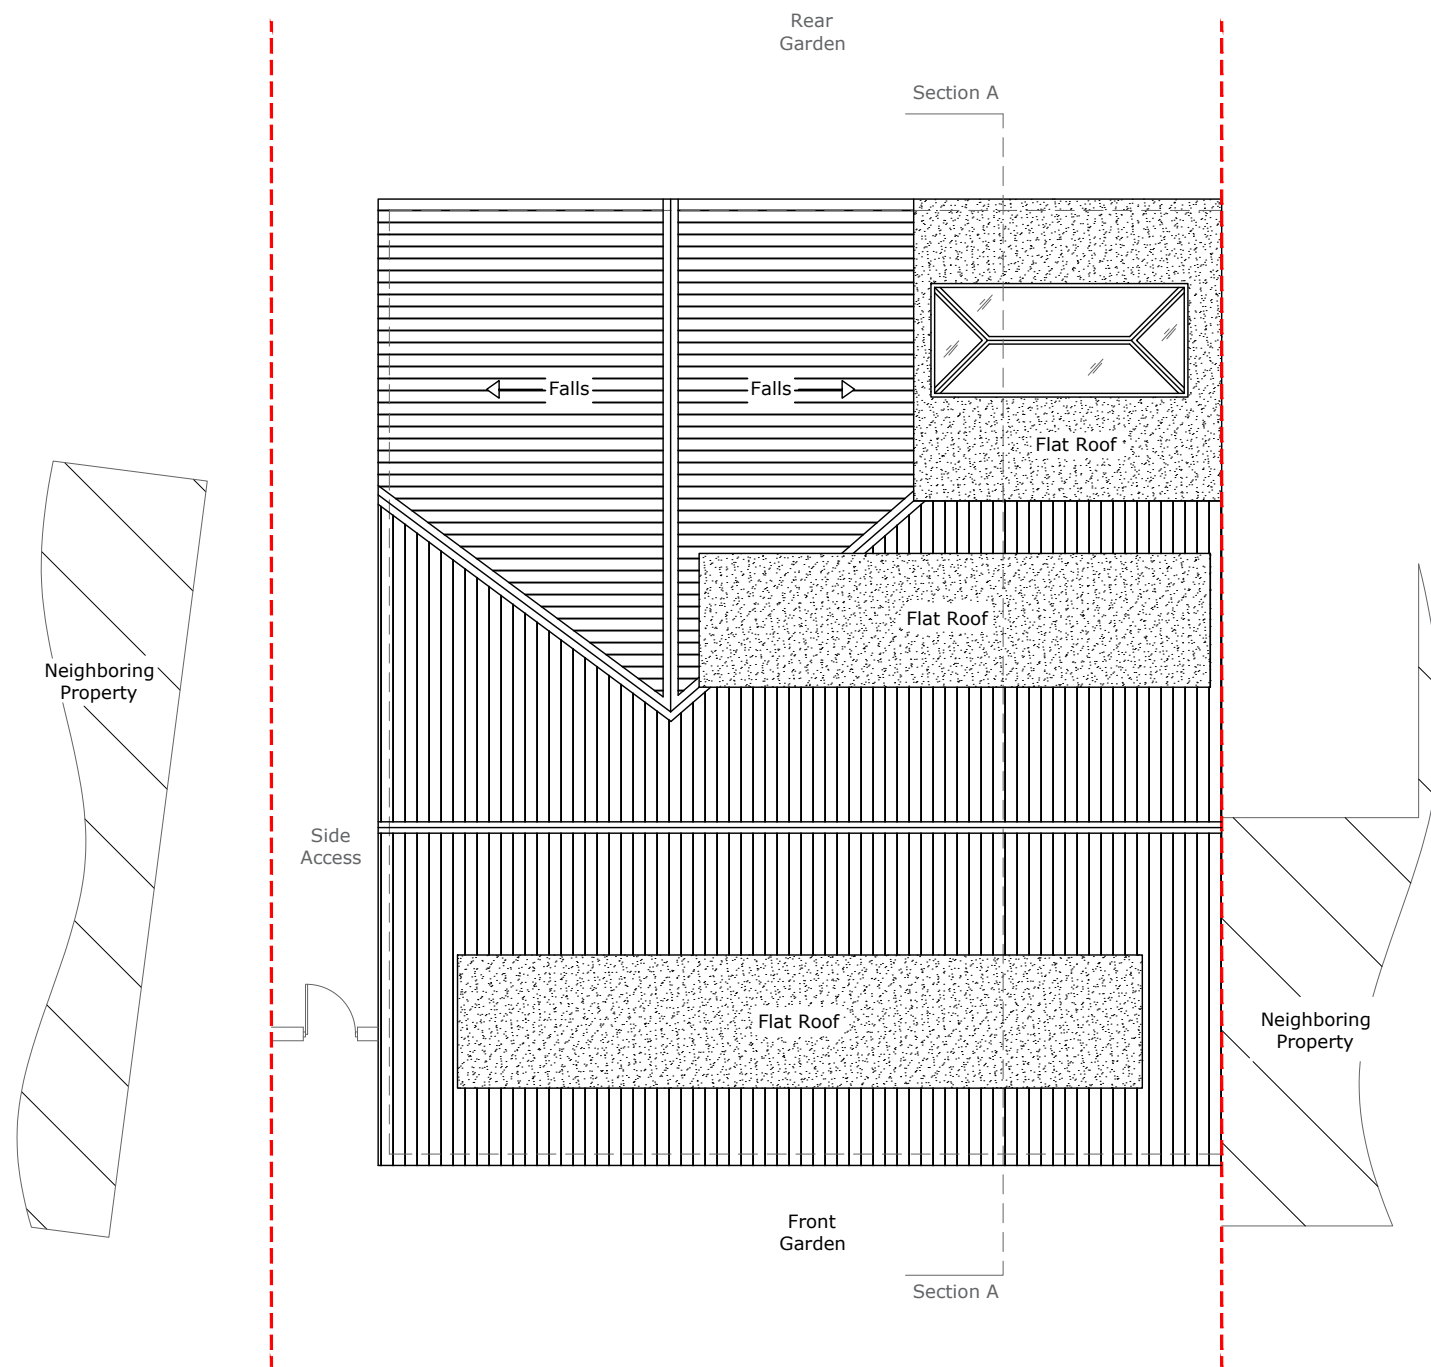 Rear
Garden
Section A
Falls
Falls
Flat Roof
Flat Roof
Neighboring
Property
Side
Access
Flat Roof
Neighboring
Property
Front
Garden
Section A